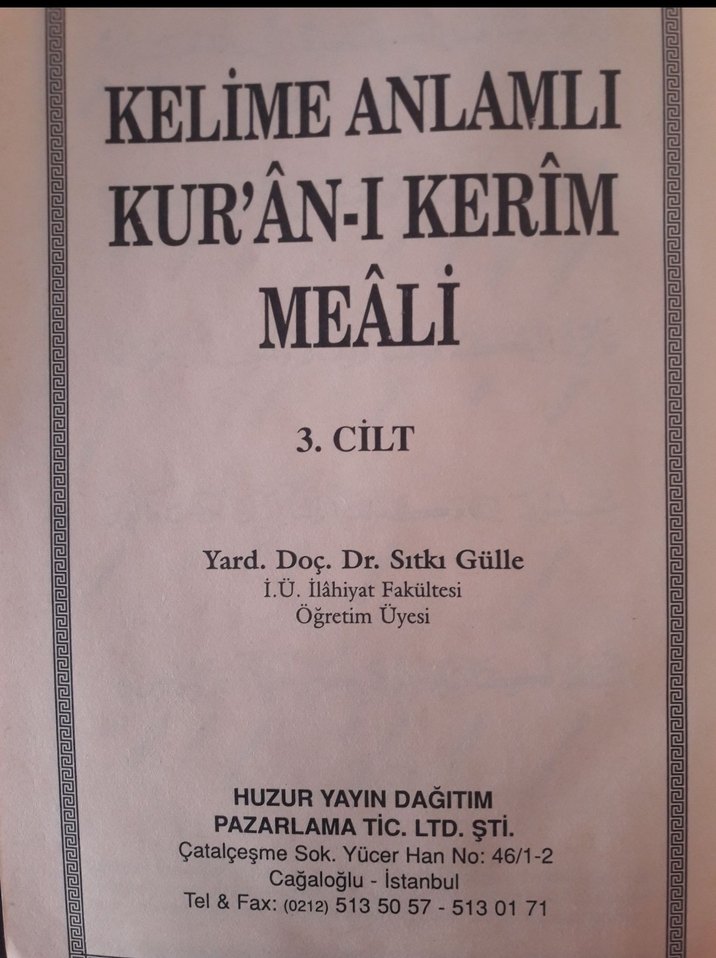 KELİME ANLAMLI
KUR'ÂN-I KERÎM
MEÂLİ
3. CİLT
Yard. Doç. Dr. Sıtkı Gülle
İ.Ü. İlâhiyat Fakültesi
Öğretim Üyesi
HUZUR YAYIN DAĞITIM
PAZARLAMA TİC. LTD. ŞTİ.
Çatalçeşme Sok. Yücer Han No: 46/1-2
Cağaloğlu - İstanbul
Tel & Fax: (0212) 513 50 57 - 513 01 71